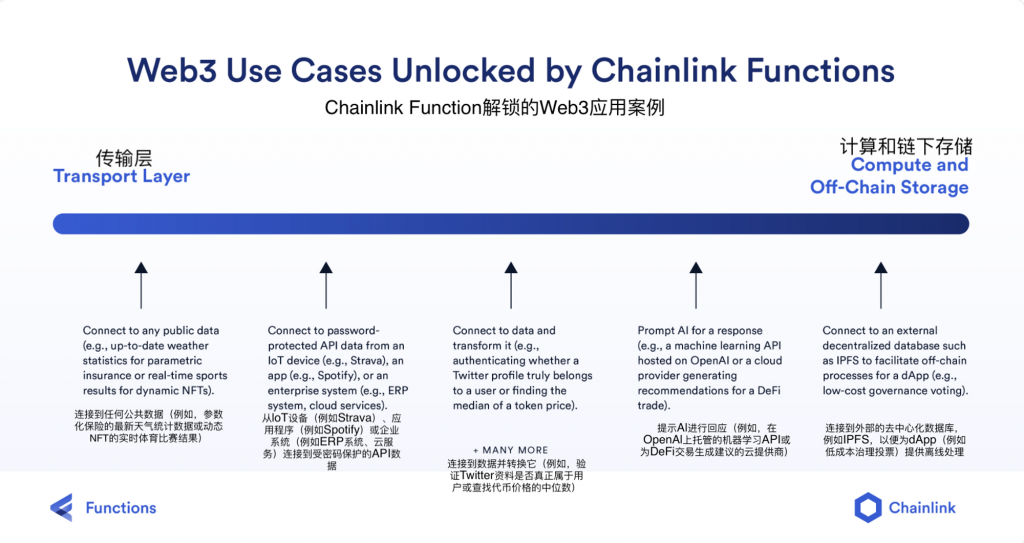 Web3 Use Cases Unlocked by Chainlink Functions
Chainlink Function解锁的Web3应用案例
传输层
Transport Layer
计算和链下存储
Compute and
Off-Chain Storage
Connect to any public data
(e.g., up-to-date weather
statistics for parametric
insurance or real-time sports
results for dynamic NFTs).
连接到任何公共数据（例如，参数
化保险的最新天气统计数据或动态
NFT的实时体育比赛结果）
Connect to password-
protected API data from an
IoT device (e.g., Strava), an
app (e.g., Spotify), or an
enterprise system (e.g., ERP
system, cloud services).
从IoT设备（例如Strava）、应
用程序（例如Spotify）或企业
系统（例如ERP系统、云服
务）连接到受密码保护的API数
据
Connect to data and
transform it (e.g.,
authenticating whether a
Twitter profile truly belongs
to a user or finding the
median of a token price).
+ MANY MORE
连接到数据并转换它（例如，验
证Twitter资料是否真正属于用
户或查找代币价格的中位数）
Prompt AI for a response
(e.g., a machine learning API
hosted on OpenAI or a cloud
provider generating
recommendations for a DeFi
trade).
提示AI进行回应（例如，在
OpenAI上托管的机器学习API或
为DeFi交易生成建议的云提供商）
Connect to an external
decentralized database such
as IPFS to facilitate off-chain
processes for a dApp (e.g.,
low-cost governance voting).
连接到外部的去中心化数据库，
例如IPFS，以便为dApp（例如
低成本治理投票）提供离线处理
Functions
Chainlink